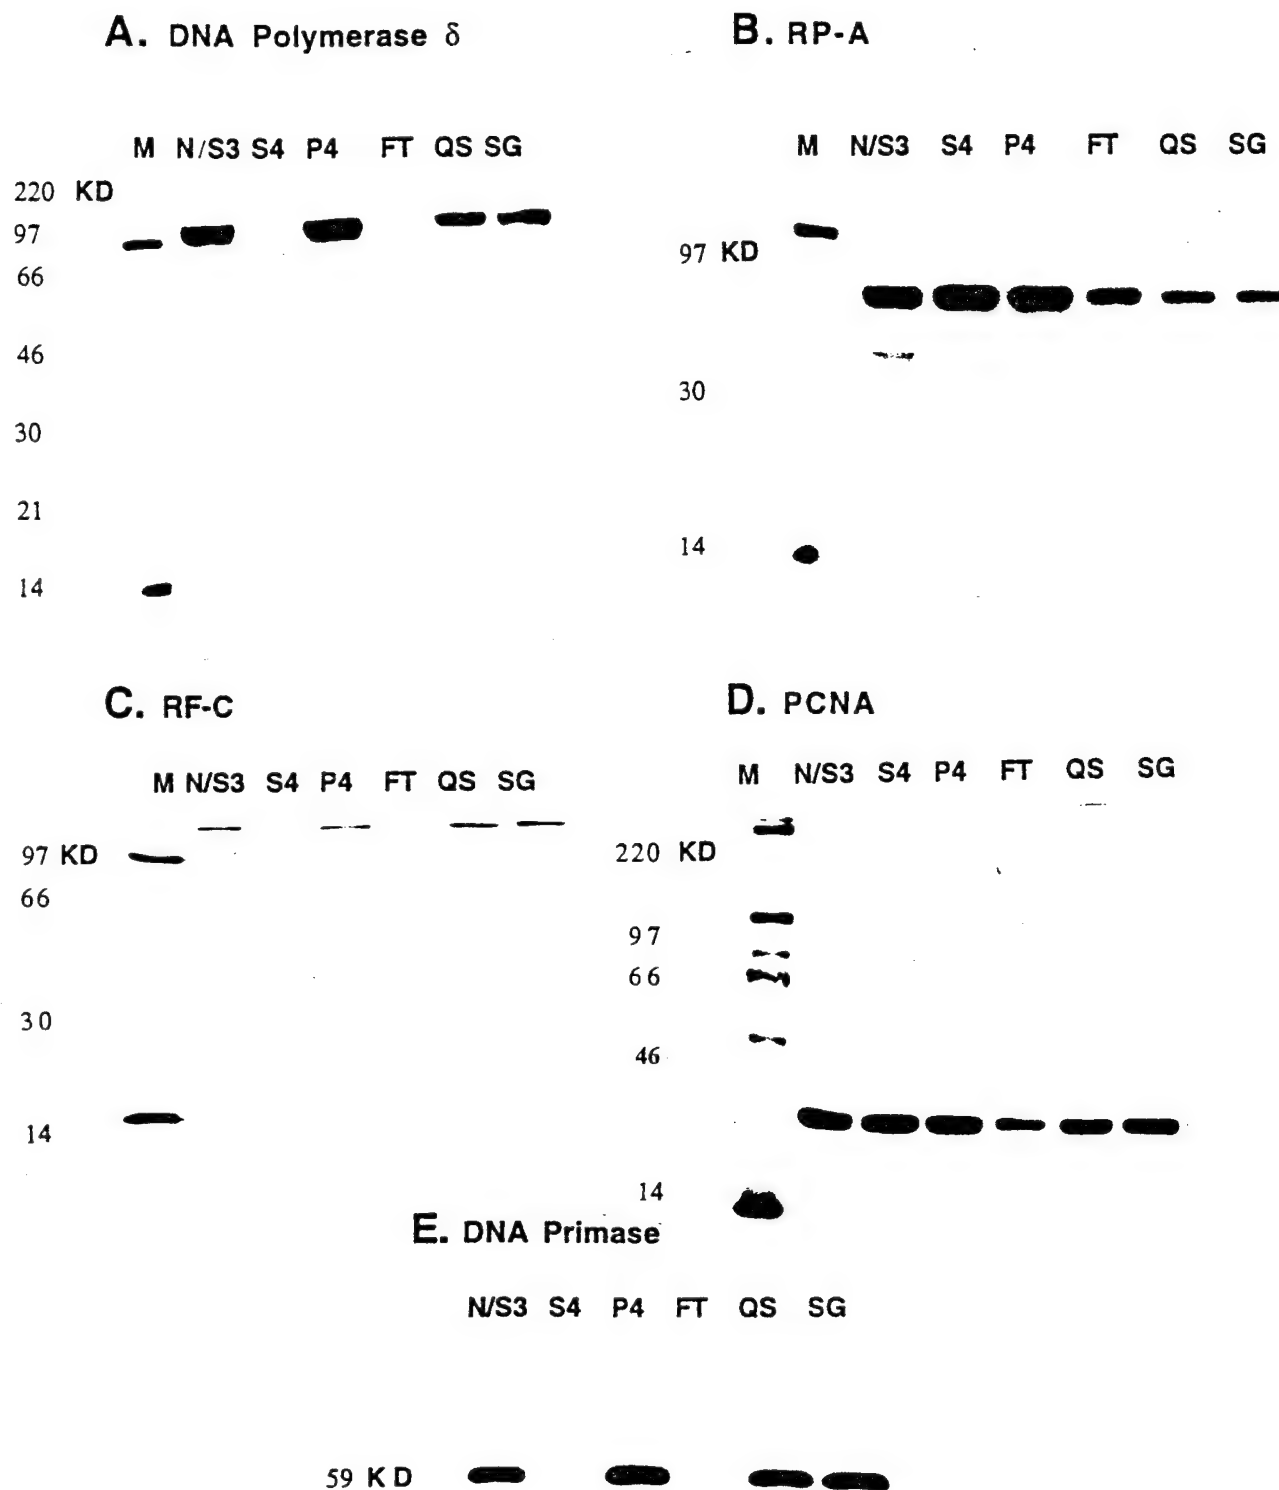 A. DNA Polymerase δ
M N/S3 S4 P4 FT QS SG
220 KD
97
66
46
30
21
14
B. RP-A
M N/S3 S4 P4 FT QS SG
97 KD
30
14
C. RF-C
M N/S3 S4 P4 FT QS SG
97 KD
66
30
14
D. PCNA
M N/S3 S4 P4 FT QS SG
220 KD
97
66
46
14
E. DNA Primase
N/S3 S4 P4 FT QS SG
59 KD